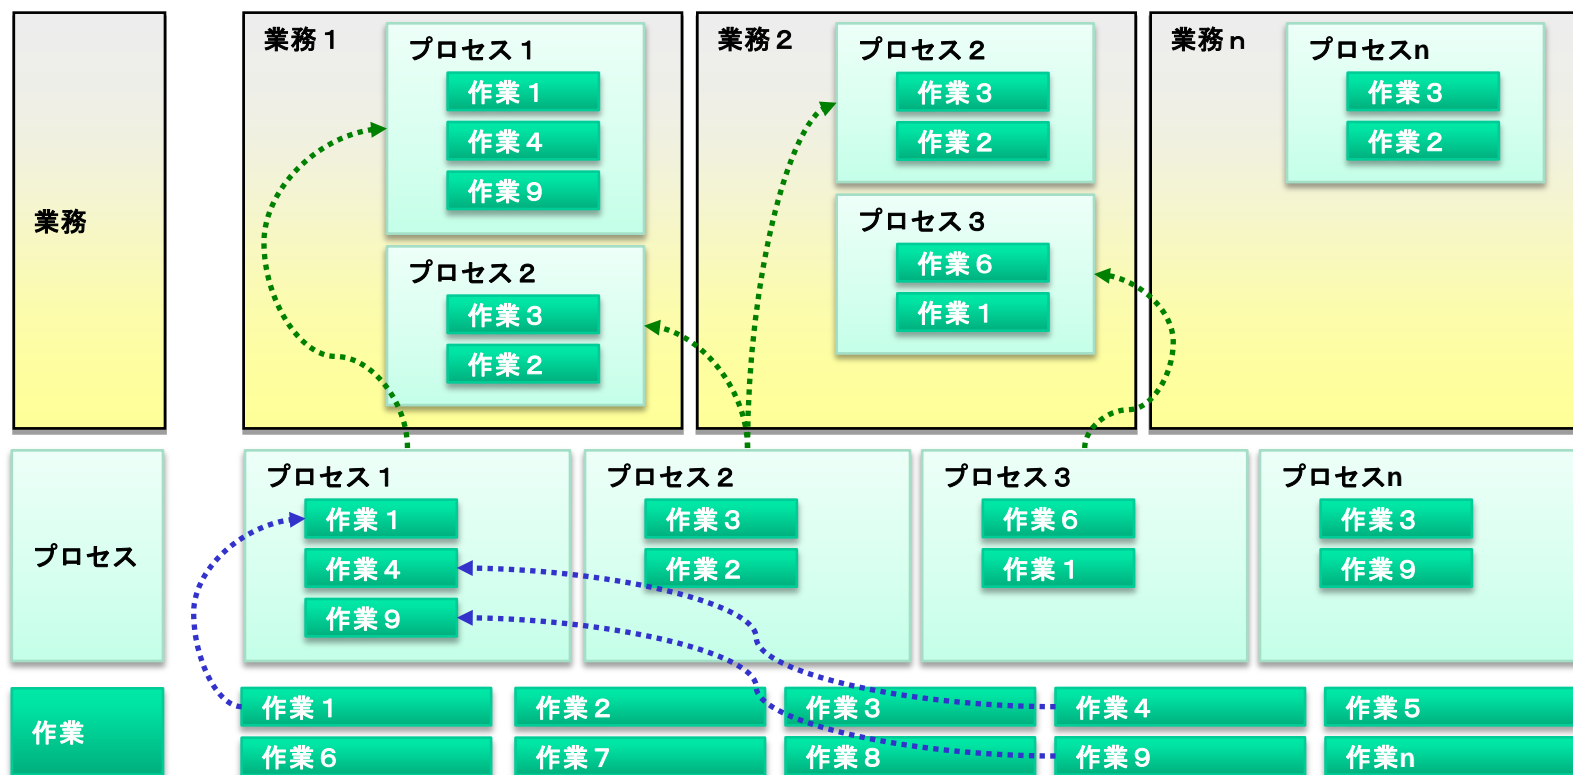 業務
業務１
プロセス１
作業１
作業４
作業９
プロセス２
作業３
作業２
業務２
プロセス２
作業３
作業２
プロセス３
作業６
作業１
業務ｎ
プロセスn
作業３
作業２
プロセス
プロセス１
作業１
作業４
作業９
プロセス２
作業３
作業２
プロセス３
作業６
作業１
プロセスn
作業３
作業９
作業
作業１
作業２
作業３
作業４
作業５
作業６
作業７
作業８
作業９
作業n